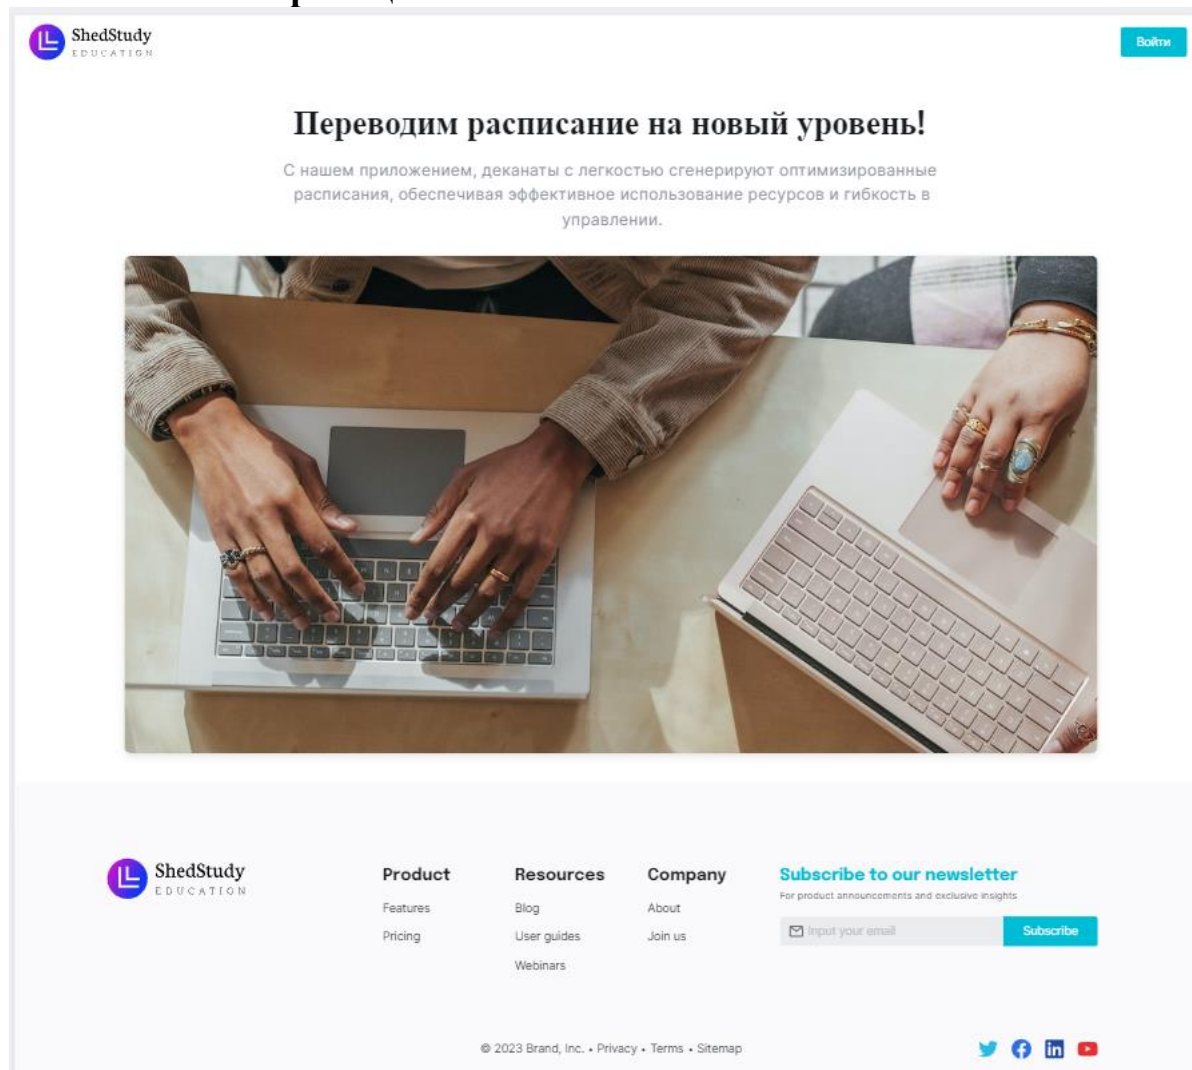 ShedStudy
EDUCATION
Войти
Переводим расписание на новый уровень!
С нашем приложением, деканаты с легкостью сгенерируют оптимизированные
расписания, обеспечивая эффективное использование ресурсов и гибкость в
управлении.
ShedStudy
EDUCATION
Product
Features
Pricing
Resources
Blog
User guides
Webinars
Company
About
Join us
Subscribe to our newsletter
For product announcements and exclusive insights
Input your email
Subscribe
© 2023 Brand, Inc. • Privacy • Terms • Sitemap